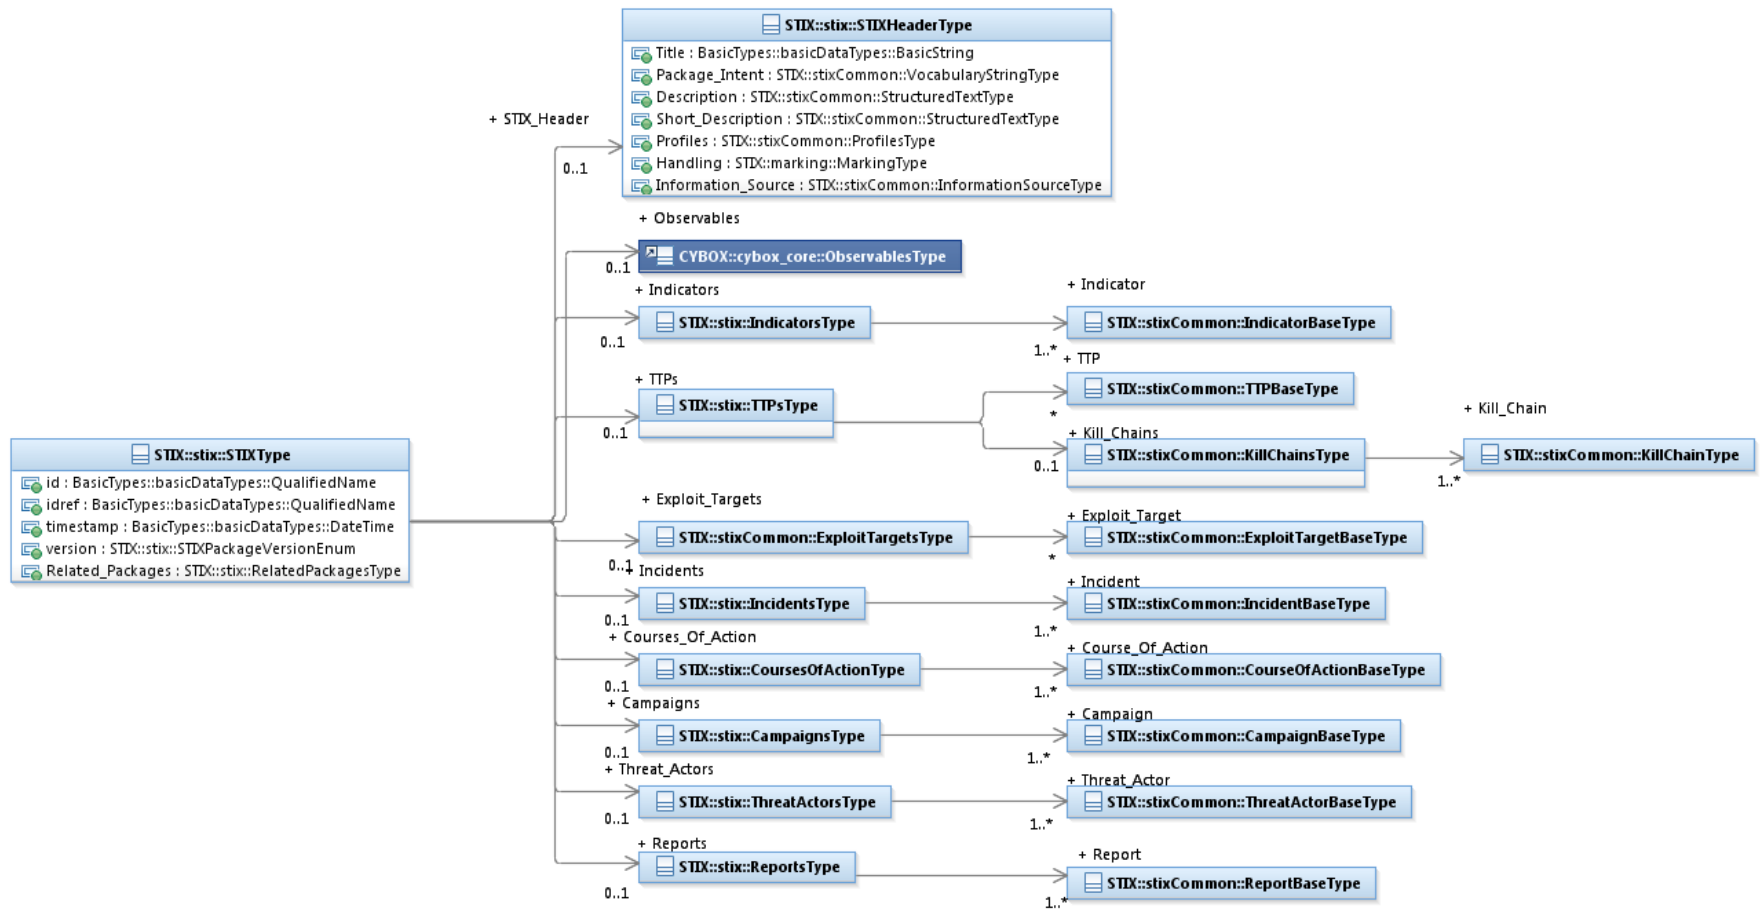 STIX::stix::STIXHeaderType
Title : BasicTypes::basicDataTypes::BasicString
Package_Intent : STIX::stixCommon::VocabularyStringType
Description : STIX::stixCommon::StructuredTextType
Short_Description : STIX::stixCommon::StructuredTextType
Profiles : STIX::stixCommon::ProfilesType
Handling : STIX::marking::MarkingType
Information_Source : STIX::stixCommon::InformationSourceType
+ STIX_Header
0..1
+ Observables
CYBOX::cybox_core::ObservablesType
0..1
+ Indicators
STIX::stix::IndicatorsType
0..1
+ Indicator
STIX::stixCommon::IndicatorBaseType
1..*
+ TTPs
STIX::stix::TTPsType
0..1
+ TTP
STIX::stixCommon::TTPBaseType
*
+ Kill_Chains
STIX::stixCommon::KillChainsType
0..1
+ Kill_Chain
STIX::stixCommon::KillChainType
1..*
STIX::stix::STIXType
id : BasicTypes::basicDataTypes::QualifiedName
idref : BasicTypes::basicDataTypes::QualifiedName
timestamp : BasicTypes::basicDataTypes::DateTime
version : STIX::stix::STIXPackageVersionEnum
Related_Packages : STIX::stix::RelatedPackagesType
+ Exploit_Targets
STIX::stixCommon::ExploitTargetsType
0..1
+ Exploit_Target
STIX::stixCommon::ExploitTargetBaseType
*
+ Incidents
STIX::stix::IncidentsType
0..1
+ Incident
STIX::stixCommon::IncidentBaseType
1..*
+ Courses_Of_Action
STIX::stix::CoursesOfActionType
0..1
+ Course_Of_Action
STIX::stixCommon::CourseOfActionBaseType
1..*
+ Campaigns
STIX::stix::CampaignsType
0..1
+ Campaign
STIX::stixCommon::CampaignBaseType
1..*
+ Threat_Actors
STIX::stix::ThreatActorsType
0..1
+ Threat_Actor
STIX::stixCommon::ThreatActorBaseType
1..*
+ Reports
STIX::stix::ReportsType
0..1
+ Report
STIX::stixCommon::ReportBaseType
1..*